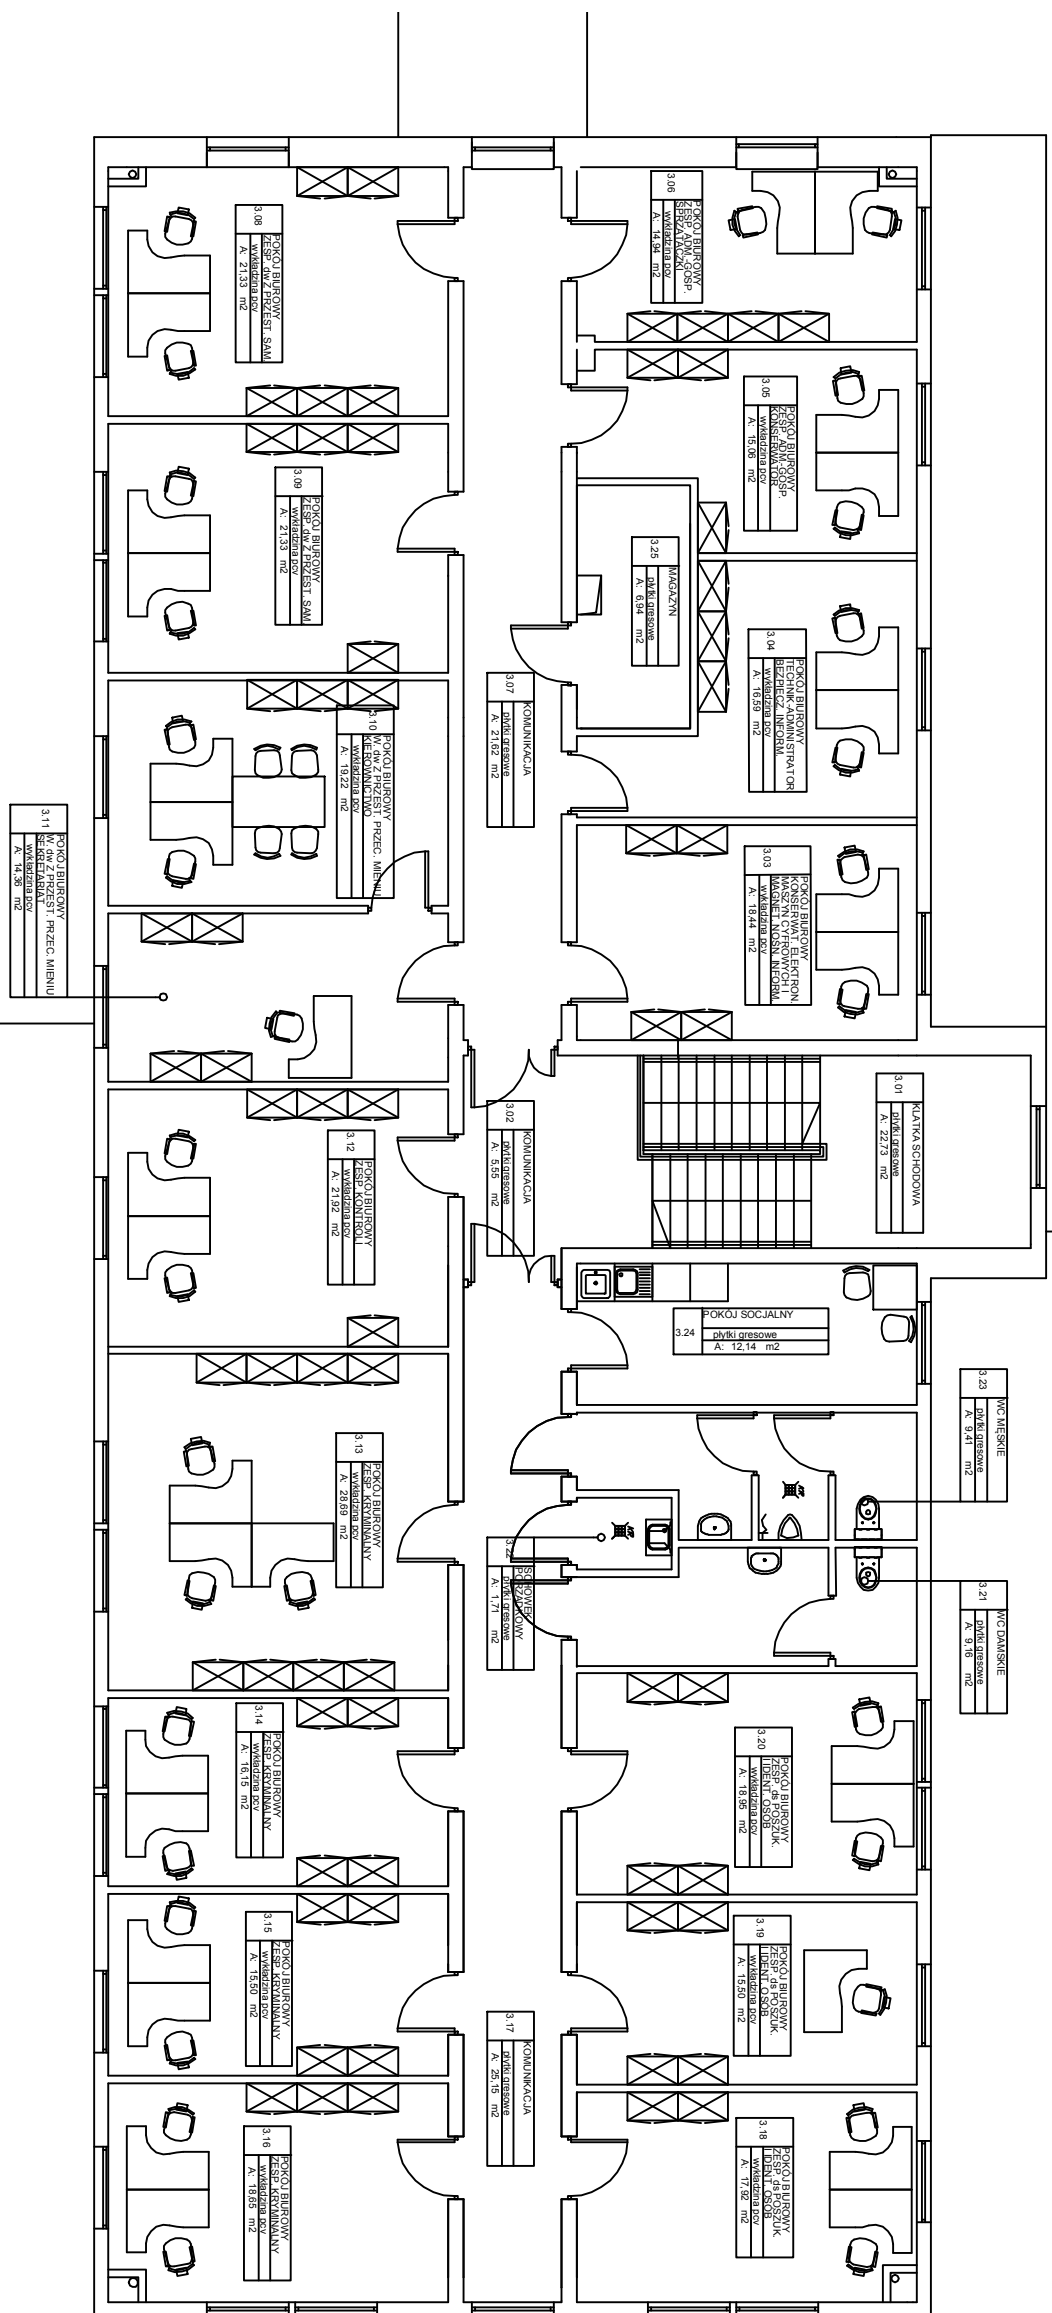 3.06
POKÓJ BIUROWY
ZESP. ADM.-GOSP.
SPRZĄTACZKI
wykładzina pcv
A: 14,94 m2
3.08
POKÓJ BIUROWY
ZESP. dw Z PRZEST. SAM.
wykładzina pcv
A: 21,33 m2
3.05
POKÓJ BIUROWY
ZESP. ADM.-GOSP.
KONSERWATOR
wykładzina pcv
A: 15,06 m2
3.09
POKÓJ BIUROWY
ZESP. dw Z PRZEST. SAM.
wykładzina pcv
A: 21,33 m2
3.25
MAGAZYN
płytki gresowe
A: 6,94 m2
3.04
POKÓJ BIUROWY
TECHNIK-ADMINISTRATOR
BEZPIECZ. INFORM.
wykładzina pcv
A: 16,59 m2
3.07
KOMUNIKACJA
płytki gresowe
A: 21,62 m2
3.10
POKÓJ BIUROWY
W. dw Z PRZEST. PRZEC. MIENIU
KIEROWNICTWO
wykładzina pcv
A: 19,22 m2
3.11
POKÓJ BIUROWY
W. dw Z PRZEST. PRZEC. MIENIU
SEKRETARIAT
wykładzina pcv
A: 14,36 m2
3.03
POKÓJ BIUROWY
KONSERWAT. ELEKTRON.
MASZYN CYFROWYCH I
MAGNET. NOŚN. INFORM.
wykładzina pcv
A: 18,44 m2
3.01
KLATKA SCHODOWA
płytki gresowe
A: 22,73 m2
3.02
KOMUNIKACJA
płytki gresowe
A: 5,55 m2
3.12
POKÓJ BIUROWY
ZESP. KONTROLI
wykładzina pcv
A: 21,92 m2
3.24
POKÓJ SOCJALNY
płytki gresowe
A: 12,14 m2
3.23
WC MĘSKIE
płytki gresowe
A: 9,41 m2
3.13
POKÓJ BIUROWY
ZESP. KRYMINALNY
wykładzina pcv
A: 28,69 m2
3.22
SCHOWEK
PORZĄDKOWY
płytki gresowe
A: 1,71 m2
3.21
WC DAMSKIE
płytki gresowe
A: 9,16 m2
3.14
POKÓJ BIUROWY
ZESP. KRYMINALNY
wykładzina pcv
A: 16,15 m2
3.20
POKÓJ BIUROWY
ZESP. ds POSZUK.
I IDENT. OSÓB
wykładzina pcv
A: 18,95 m2
3.15
POKÓJ BIUROWY
ZESP. KRYMINALNY
wykładzina pcv
A: 15,50 m2
3.19
POKÓJ BIUROWY
ZESP. ds POSZUK.
I IDENT. OSÓB
wykładzina pcv
A: 15,50 m2
3.17
KOMUNIKACJA
płytki gresowe
A: 25,15 m2
3.16
POKÓJ BIUROWY
ZESP. KRYMINALNY
wykładzina pcv
A: 18,65 m2
3.18
POKÓJ BIUROWY
ZESP. ds POSZUK.
I IDENT. OSÓB
wykładzina pcv
A: 17,92 m2